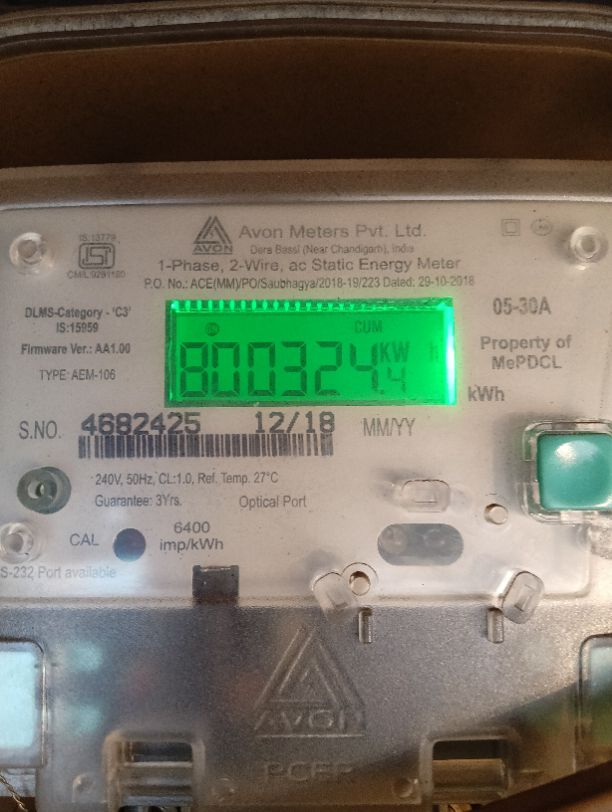 IS:13779
CM/L 9291180
AVON
Avon Meters Pvt. Ltd.
Dera Bassi (Near Chandigarh), India
1-Phase, 2-Wire, ac Static Energy Meter
P.O. No.: ACE(MM)/PO/Saubhagya/2018-19/223 Dated: 29-10-2018
DLMS-Category - 'C3'
IS:15959
Firmware Ver.: AA1.00
TYPE: AEM-106
CUM
800324.4
KW h
05-30A
Property of
MePDCL
kWh
S.NO. 4682425 12/18 MM/YY
240V, 50Hz, CL:1.0, Ref. Temp. 27°C
Guarantee: 3Yrs. Optical Port
CAL
6400
imp/kWh
S-232 Port available
AVON